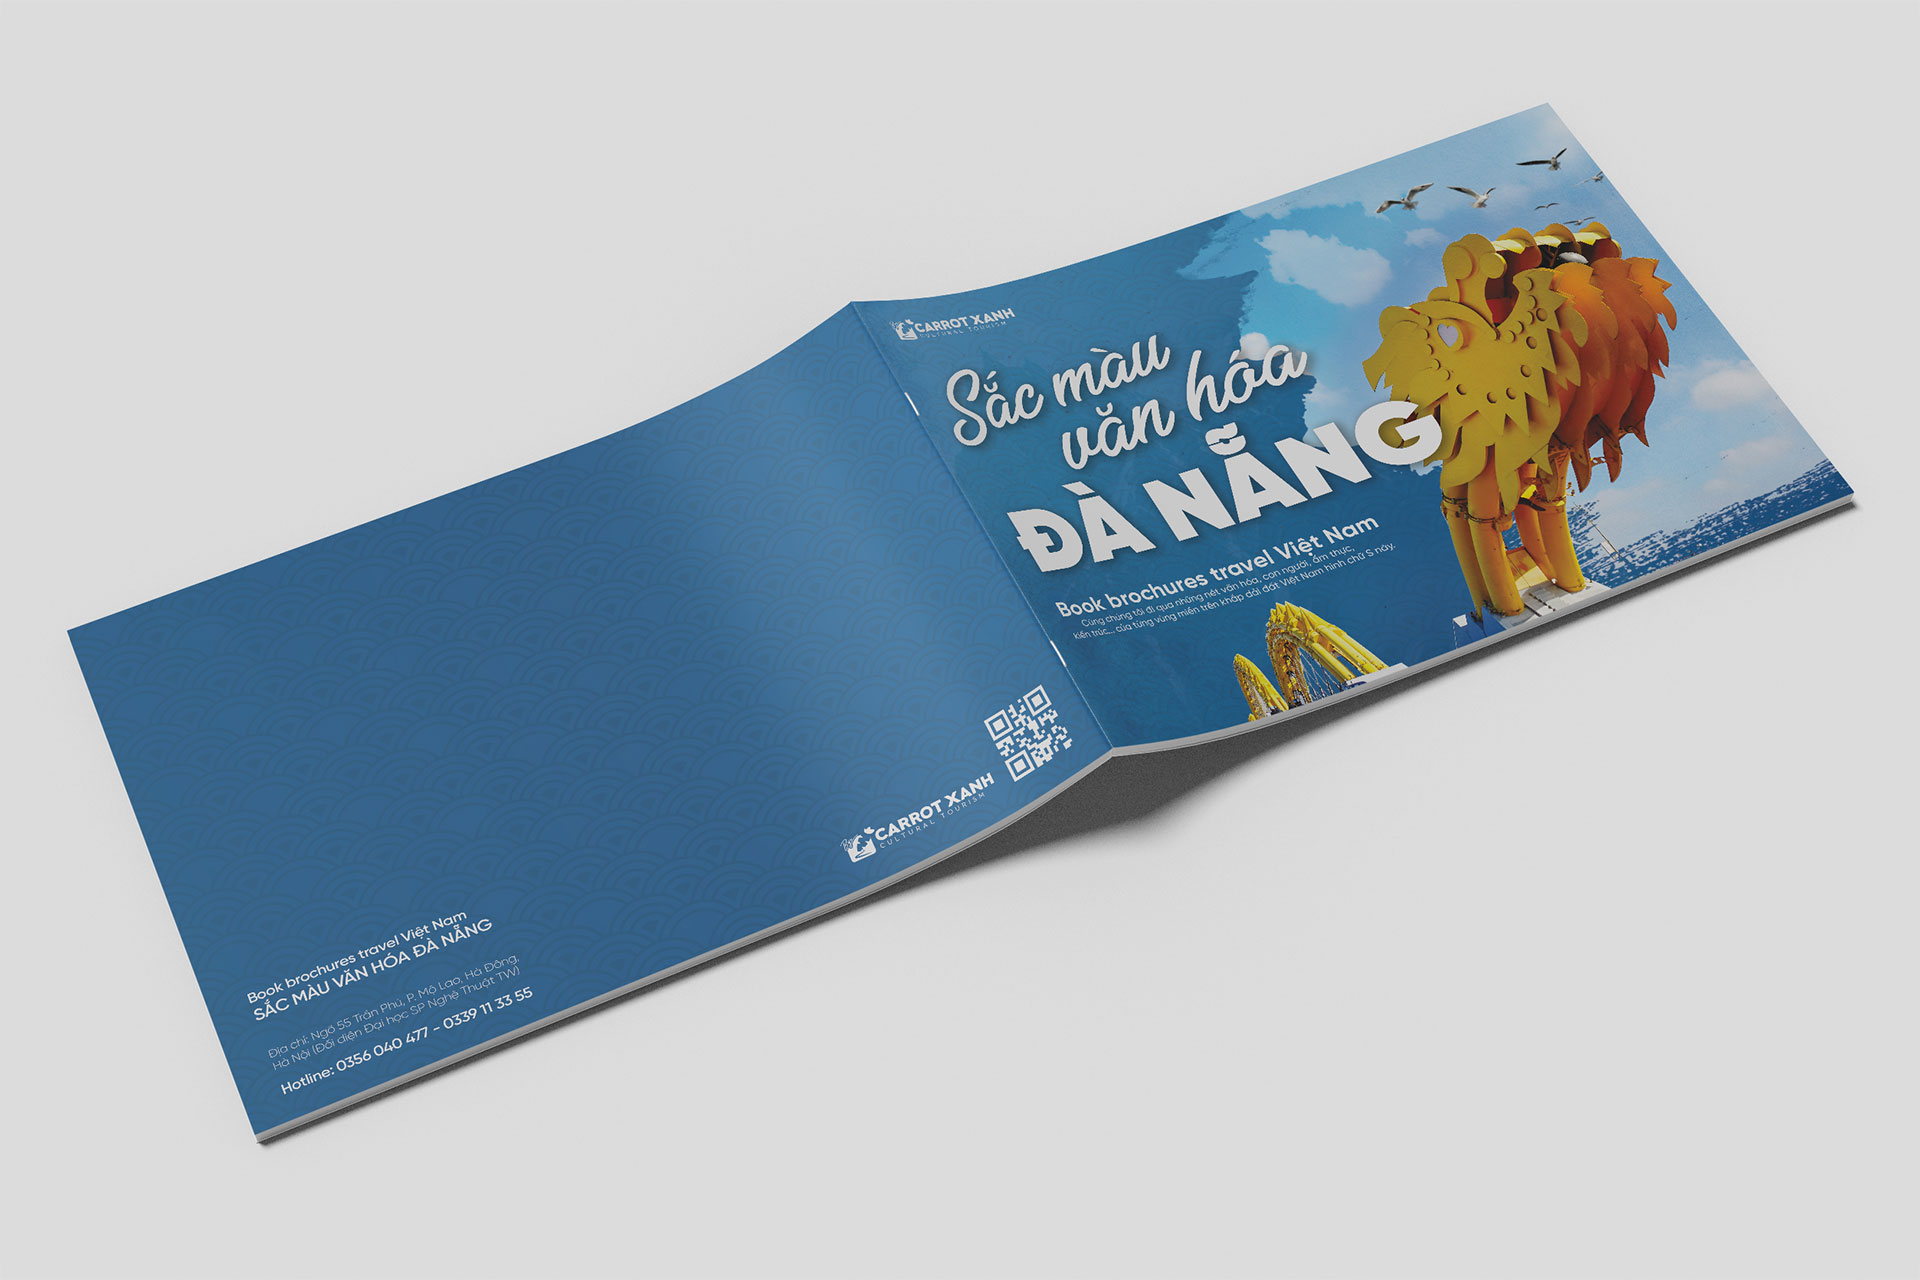 CARROT XANH
CULTURAL TOURISM
Sắc màu
văn hóa
ĐÀ NẴNG
Book brochures travel Việt Nam
Cùng chúng tôi đi qua những nét văn hóa, con người, ẩm thực,
kiến trúc,... của từng vùng miền trên khắp dải đất Việt Nam hình chữ S này.
CARROT XANH
CULTURAL TOURISM
Book brochures travel Việt Nam
SẮC MÀU VĂN HÓA ĐÀ NẴNG
Địa chỉ: Ngõ 55 Trần Phú, P. Mộ Lao, Hà Đông,
Hà Nội (Đối diện Đại học SP Nghệ Thuật TW)
Hotline: 0356 040 477 - 0339 11 33 55